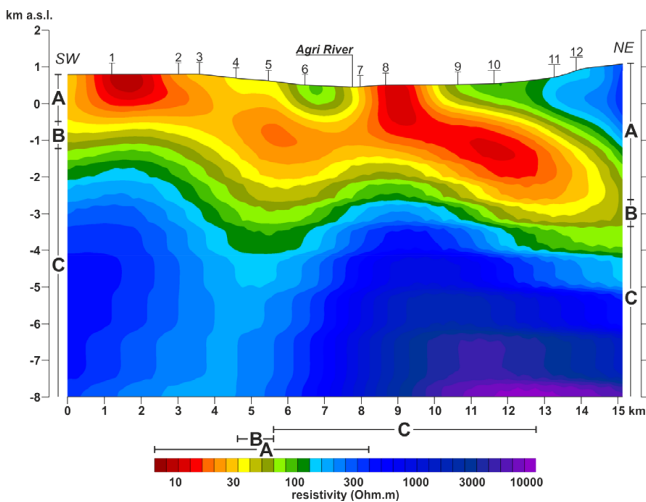 km a.s.l.
2
SW 1 2 3 4 5 6 Agri River 7 8 9 10 11 12 NE
1
A 0 A
B -1
-2
-3 B
-4
C C
-5
-6
-7
-8
0 1 2 3 4 5 6 7 8 9 10 11 12 13 14 15 km
C
B
A
10 30 100 300 1000 3000 10000
resistivity (Ohm.m)